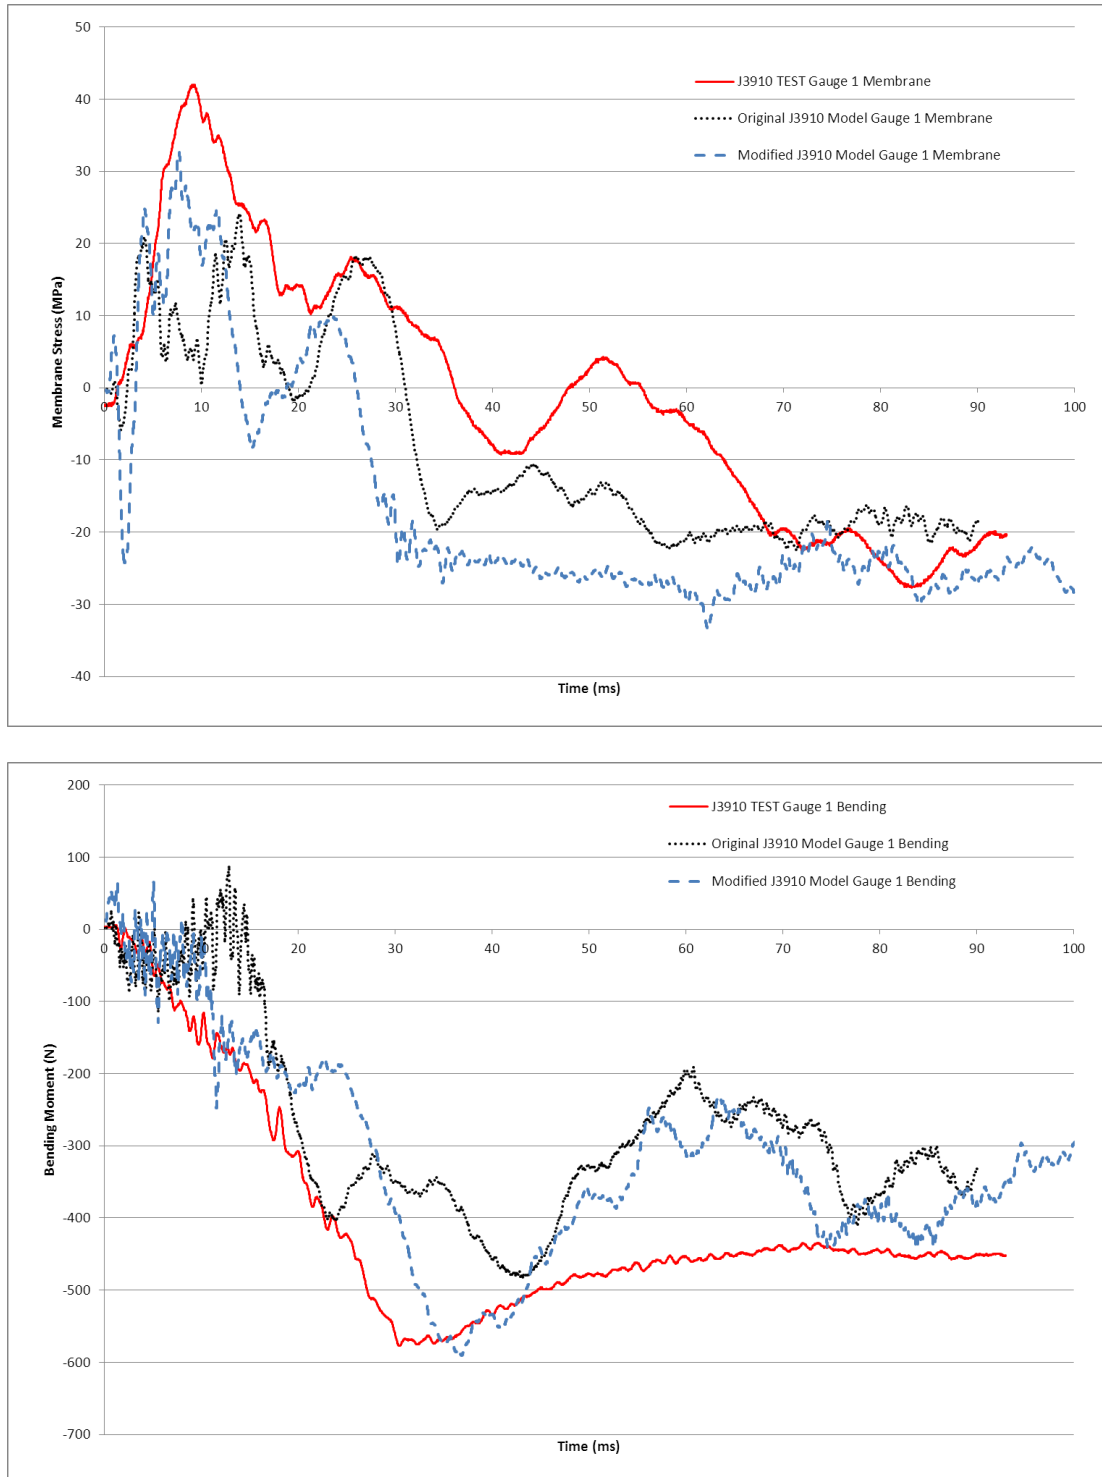 50
40
30
20
10
0
-10
-20
-30
-40
Membrane Stress (MPa)
0 10 20 30 40 50 60 70 80 90 100
Time (ms)
J3910 TEST Gauge 1 Membrane
Original J3910 Model Gauge 1 Membrane
Modified J3910 Model Gauge 1 Membrane
200
100
0
-100
-200
-300
-400
-500
-600
-700
Bending Moment (N)
0 10 20 30 40 50 60 70 80 90 100
Time (ms)
J3910 TEST Gauge 1 Bending
Original J3910 Model Gauge 1 Bending
Modified J3910 Model Gauge 1 Bending